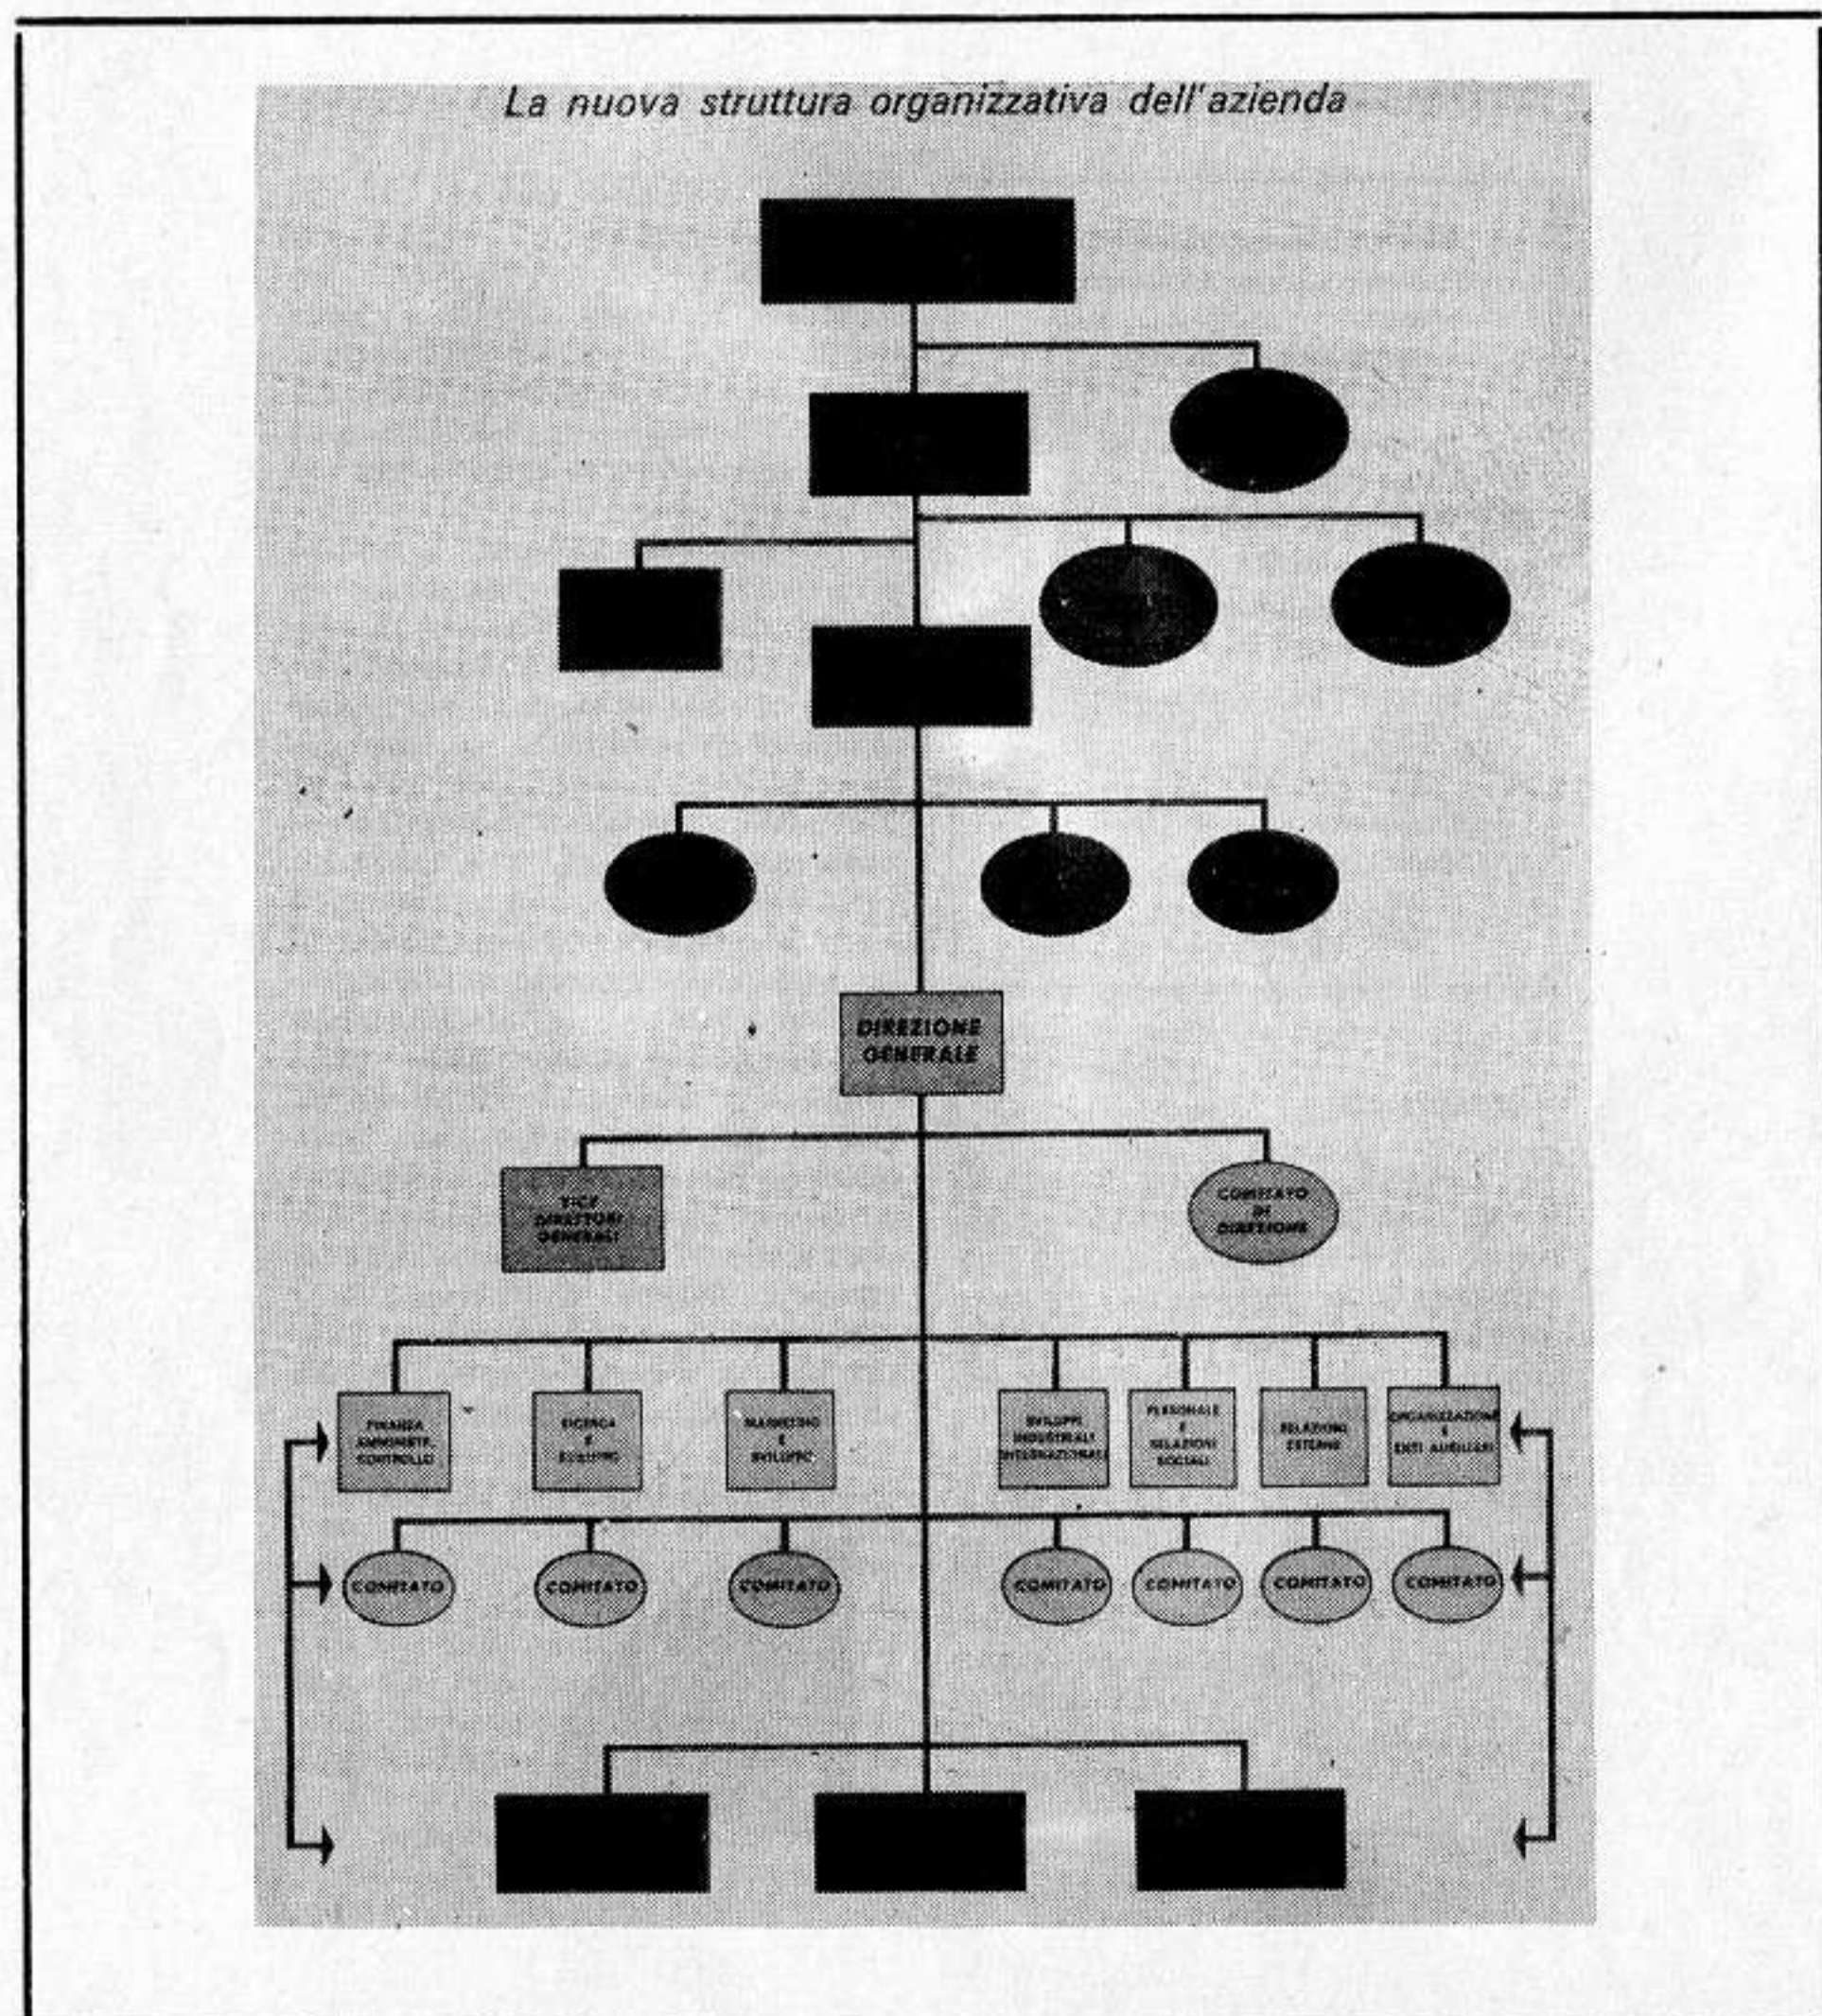 La nuova struttura organizzativa dell'azienda
DIREZIONE
GENERALE
VICE
DIRETTORI
GENERALI
COMITATO
DI
DIREZIONE
FINANZA
AMMINISTR.
CONTROLLO
RICERCA
E
SVILUPPO
MARKETING
E
SVILUPPO
SVILUPPI
INDUSTRIALI
INTERNAZIONALI
PERSONALE
E
RELAZIONI
SOCIALI
RELAZIONI
ESTERNE
ORGANIZZAZIONE
E
ENTI AUSILIARI
COMITATO
COMITATO
COMITATO
COMITATO
COMITATO
COMITATO
COMITATO